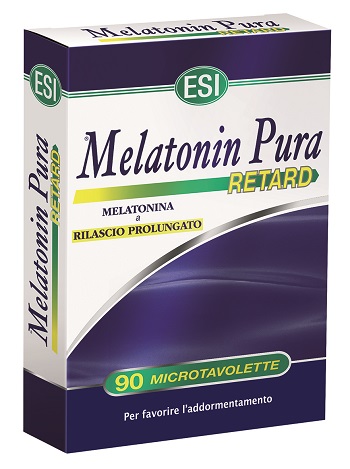 ESI
Melatonin Pura
RETARD
MELATONINA
a
RILASCIO PROLUNGATO
90 MICROTAVOLETTE
Per favorire l'addormentamento
Melatonin Pura
RETARD
ESI